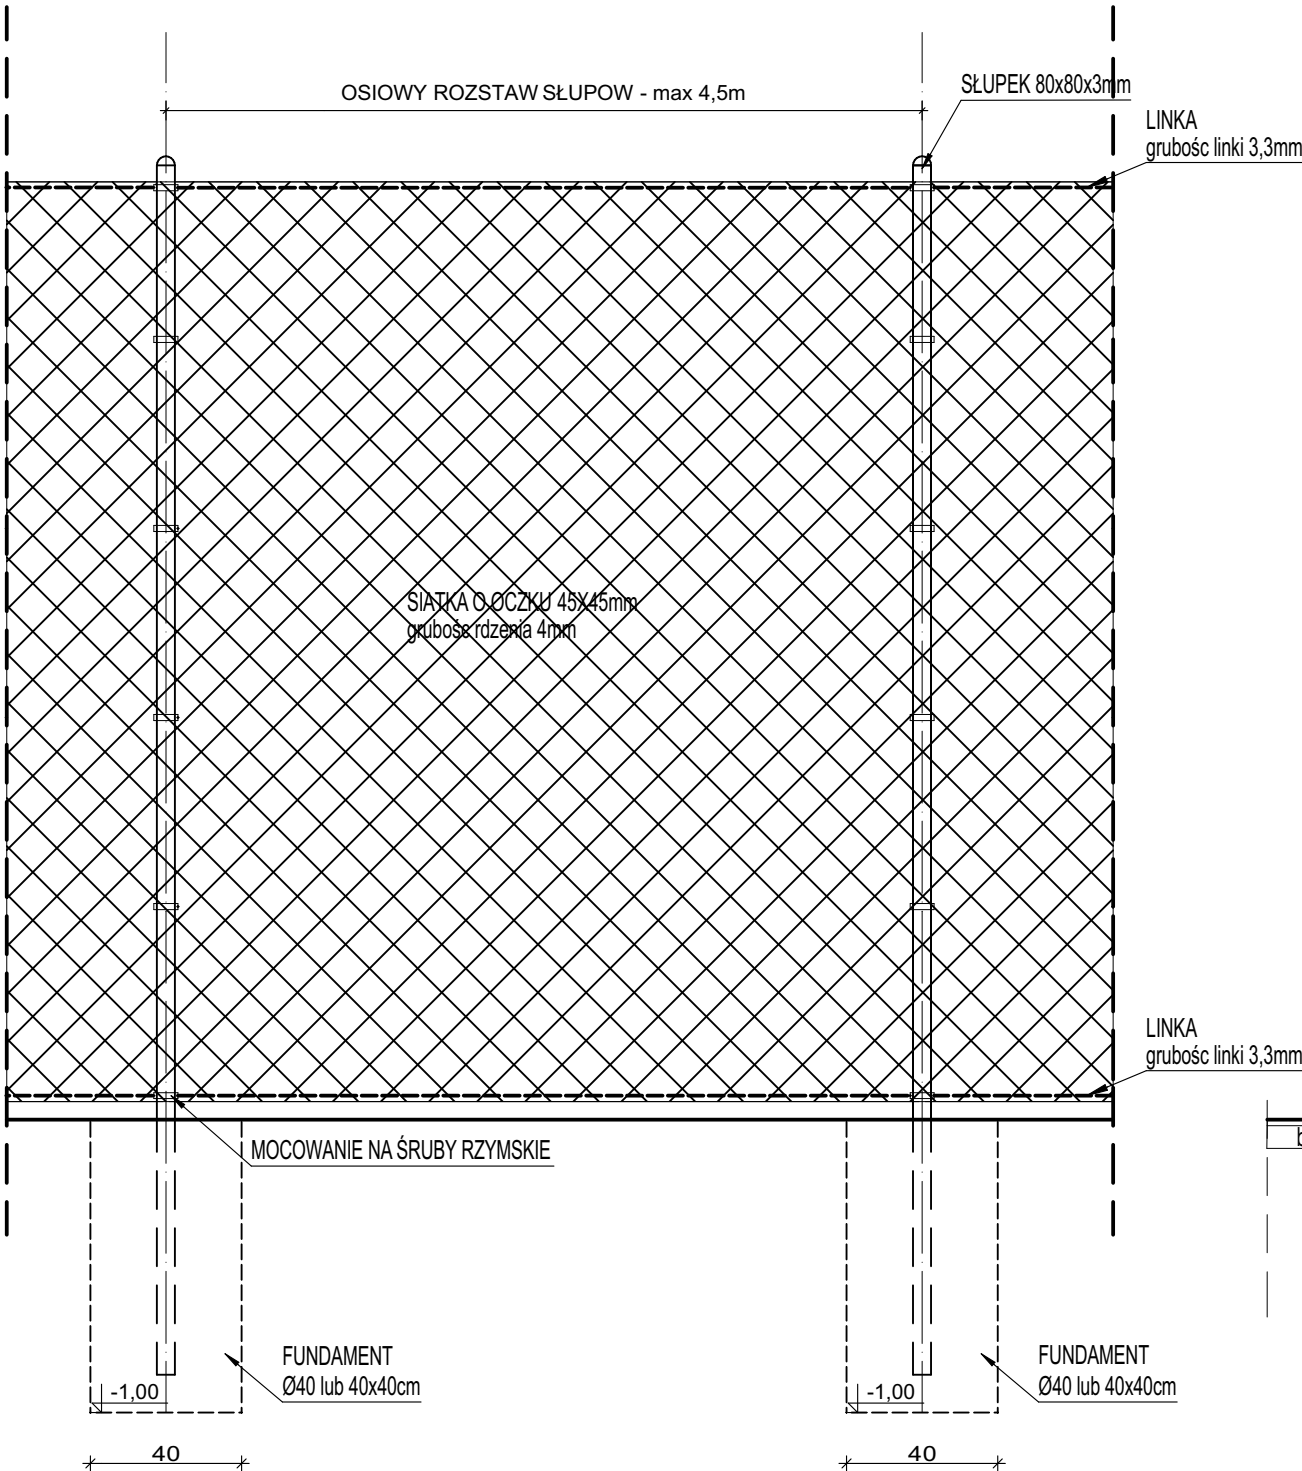 OSIOWY ROZSTAW SŁUPOW - max 4,5m
SŁUPEK 80x80x3mm
LINKA
grubośc linki 3,3mm
SIATKA O OCZKU 45X45mm
grubośc rdzenia 4mm
LINKA
grubośc linki 3,3mm
MOCOWANIE NA ŚRUBY RZYMSKIE
FUNDAMENT
Ø40 lub 40x40cm
FUNDAMENT
Ø40 lub 40x40cm
-1,00
-1,00
40
40